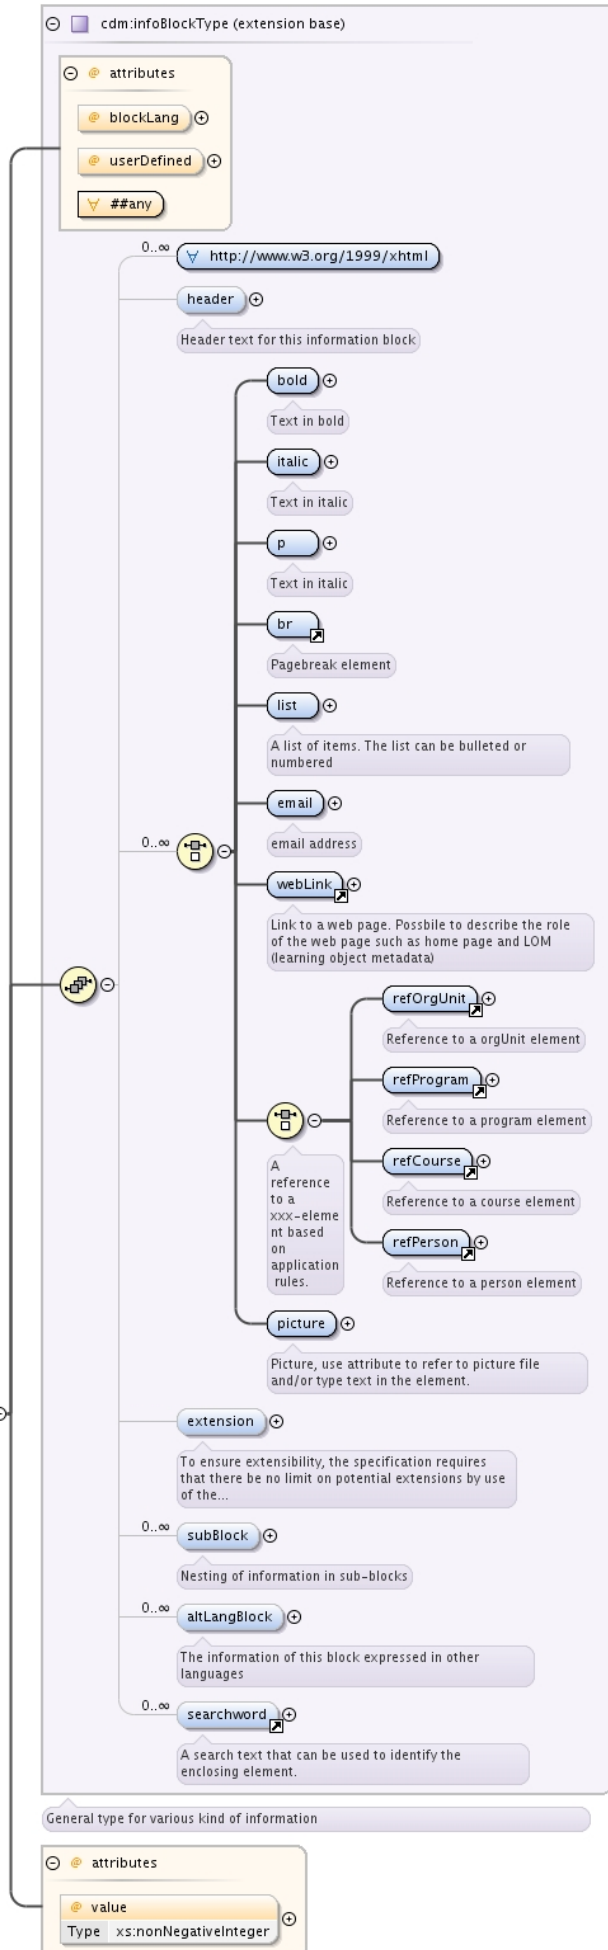 cdm:infoBlockType (extension base)
@ attributes
@ blockLang
@ userDefined
∀ ##any
0..∞
∀ http://www.w3.org/1999/xhtml
header
Header text for this information block
bold
Text in bold
italic
Text in italic
p
Text in italic
br
Pagebreak element
list
A list of items. The list can be bulleted or
numbered
0..∞
email
email address
webLink
Link to a web page. Possbile to describe the role
of the web page such as home page and LOM
(learning object metadata)
refOrgUnit
Reference to a orgUnit element
refProgram
Reference to a program element
A
reference
to a
xxx-eleme
nt based
on
application
rules.
refCourse
Reference to a course element
refPerson
Reference to a person element
picture
Picture, use attribute to refer to picture file
and/or type text in the element.
extension
To ensure extensibility, the specification requires
that there be no limit on potential extensions by use
of the...
0..∞
subBlock
Nesting of information in sub-blocks
0..∞
altLangBlock
The information of this block expressed in other
languages
0..∞
searchword
A search text that can be used to identify the
enclosing element.
General type for various kind of information
@ attributes
@ value
Type xs:nonNegativeInteger